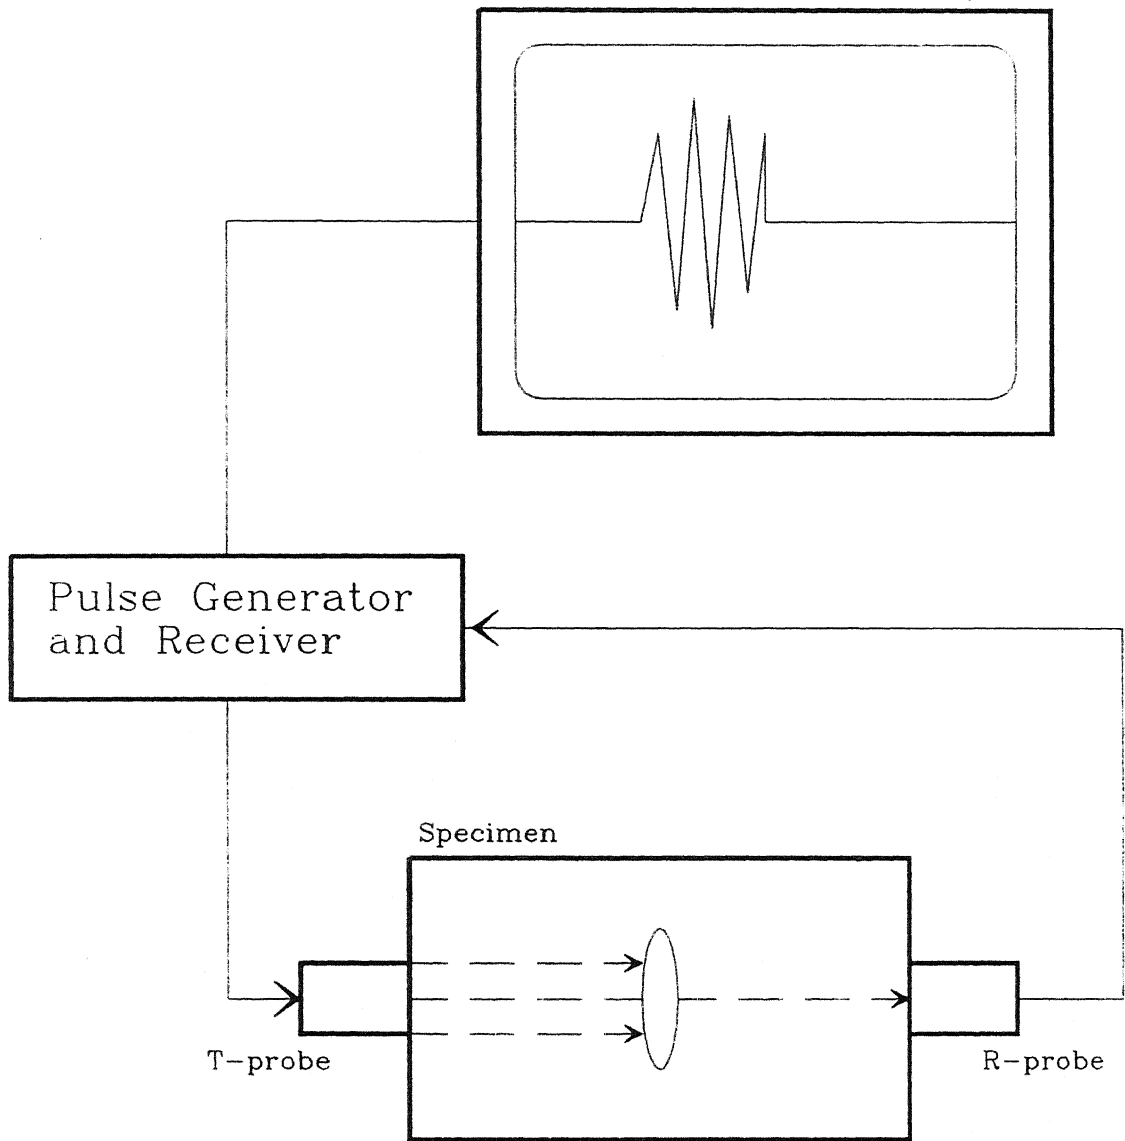 Pulse Generator
and Receiver
Specimen
T-probe
R-probe